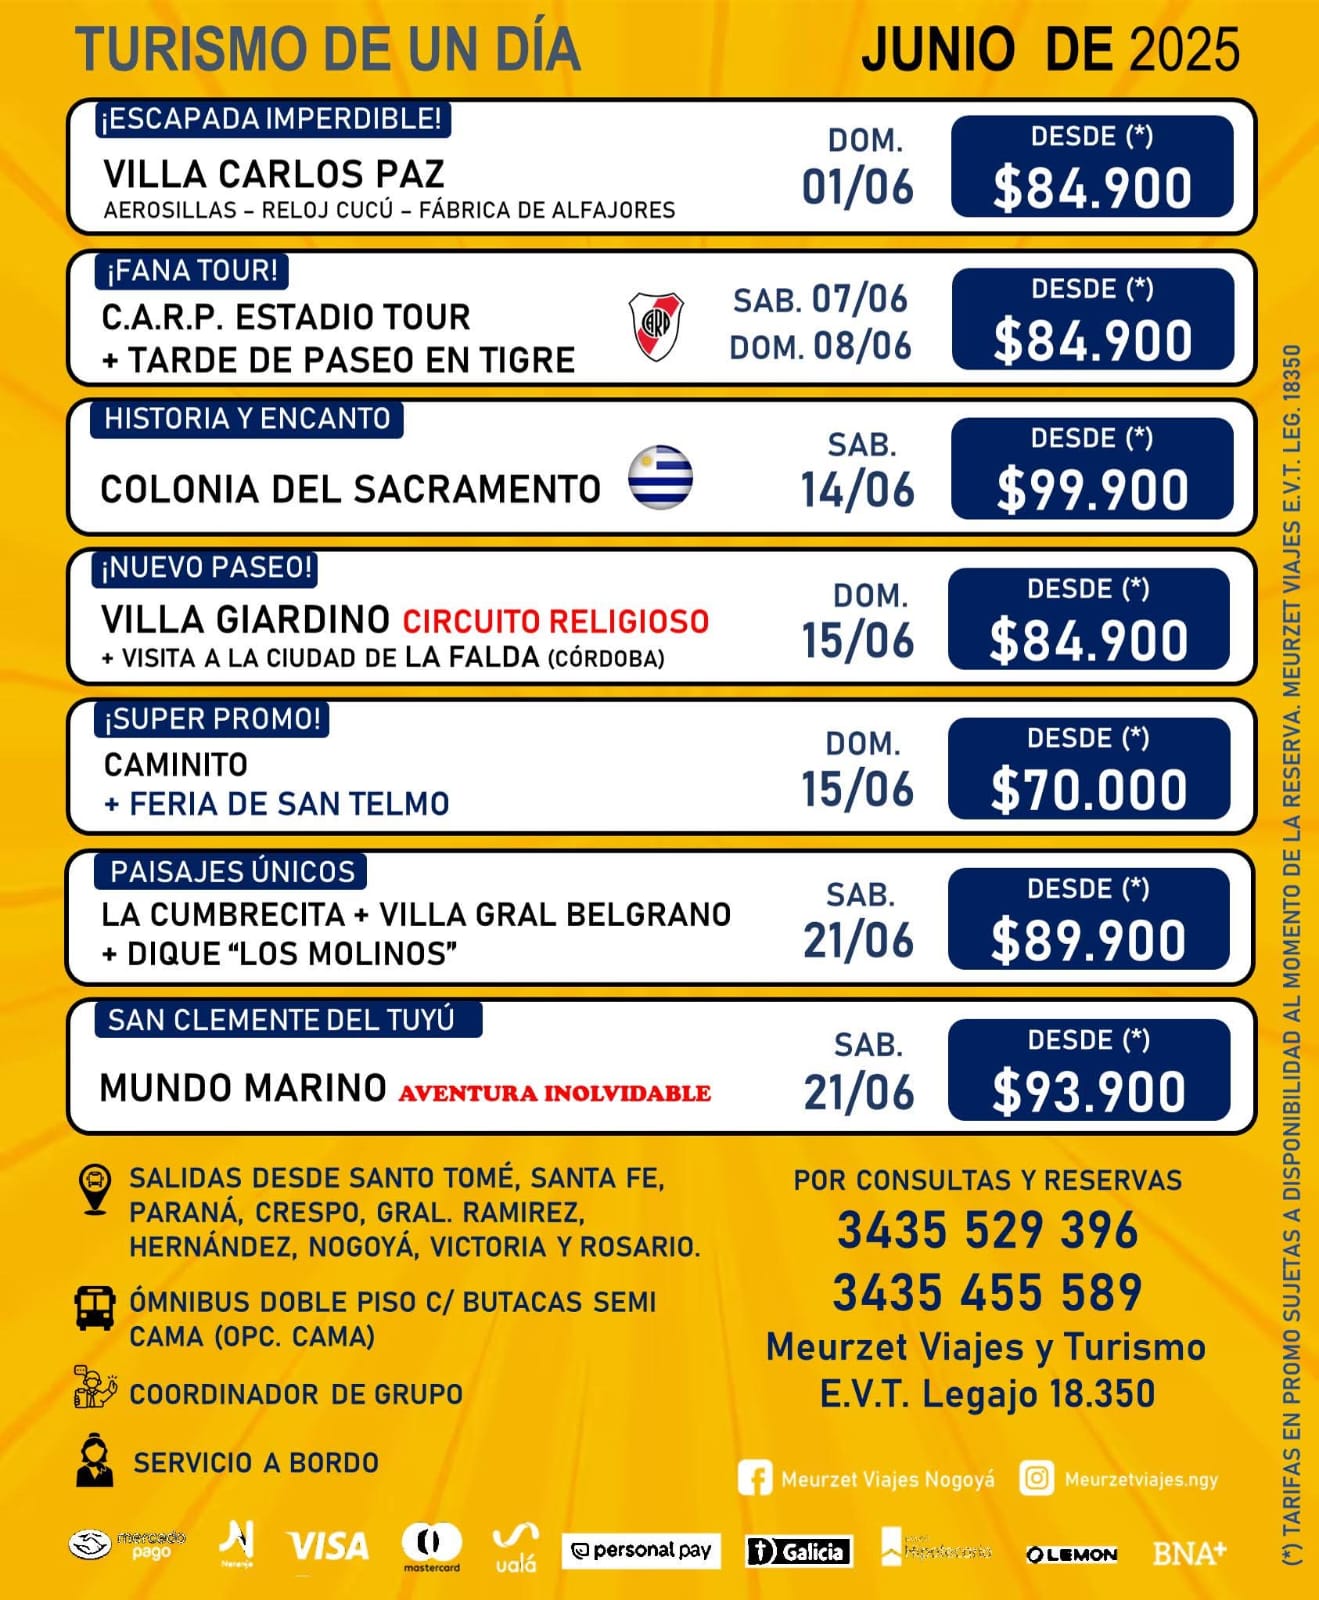 TURISMO DE UN DÍA
JUNIO DE 2025
¡ESCAPADA IMPERDIBLE!
VILLA CARLOS PAZ
AEROSILLAS – RELOJ CUCÚ – FÁBRICA DE ALFAJORES
DOM.
01/06
DESDE (*)
$84.900
¡FANA TOUR!
C.A.R.P. ESTADIO TOUR
+ TARDE DE PASEO EN TIGRE
CARP
SAB. 07/06
DOM. 08/06
DESDE (*)
$84.900
HISTORIA Y ENCANTO
COLONIA DEL SACRAMENTO
SAB.
14/06
DESDE (*)
$99.900
¡NUEVO PASEO!
VILLA GIARDINO CIRCUITO RELIGIOSO
+ VISITA A LA CIUDAD DE LA FALDA (CÓRDOBA)
DOM.
15/06
DESDE (*)
$84.900
¡SUPER PROMO!
CAMINITO
+ FERIA DE SAN TELMO
DOM.
15/06
DESDE (*)
$70.000
PAISAJES ÚNICOS
LA CUMBRECITA + VILLA GRAL BELGRANO
+ DIQUE “LOS MOLINOS”
SAB.
21/06
DESDE (*)
$89.900
SAN CLEMENTE DEL TUYÚ
MUNDO MARINO AVENTURA INOLVIDABLE
SAB.
21/06
DESDE (*)
$93.900
SALIDAS DESDE SANTO TOMÉ, SANTA FE,
PARANÁ, CRESPO, GRAL. RAMIREZ,
HERNÁNDEZ, NOGOYÁ, VICTORIA Y ROSARIO.
ÓMNIBUS DOBLE PISO C/ BUTACAS SEMI
CAMA (OPC. CAMA)
COORDINADOR DE GRUPO
SERVICIO A BORDO
POR CONSULTAS Y RESERVAS
3435 529 396
3435 455 589
Meurzet Viajes y Turismo
E.V.T. Legajo 18.350
Meurzet Viajes Nogoyá
Meurzetviajes.ngy
mercado
pago
Naranja
VISA
mastercard
ualá
personal pay
Galicia
Hipotecario
LEMON
BNA+
(*) TARIFAS EN PROMO SUJETAS A DISPONIBILIDAD AL MOMENTO DE LA RESERVA. MEURZET VIAJES E.V.T. LEG. 18350